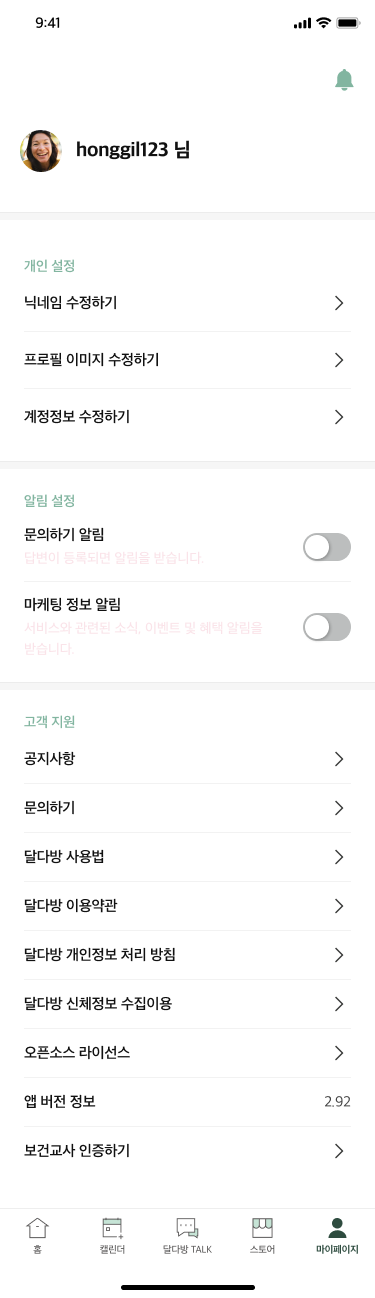 9:41
honggil123 님
개인 설정
닉네임 수정하기
프로필 이미지 수정하기
계정정보 수정하기
알림 설정
문의하기 알림
답변이 등록되면 알림을 받습니다.
마케팅 정보 알림
서비스와 관련된 소식, 이벤트 및 혜택 알림을
받습니다.
고객 지원
공지사항
문의하기
달다방 사용법
달다방 이용약관
달다방 개인정보 처리 방침
달다방 신체정보 수집이용
오픈소스 라이선스
앱 버전 정보 2.92
보건교사 인증하기
홈 캘린더 달다방 TALK 스토어 마이페이지